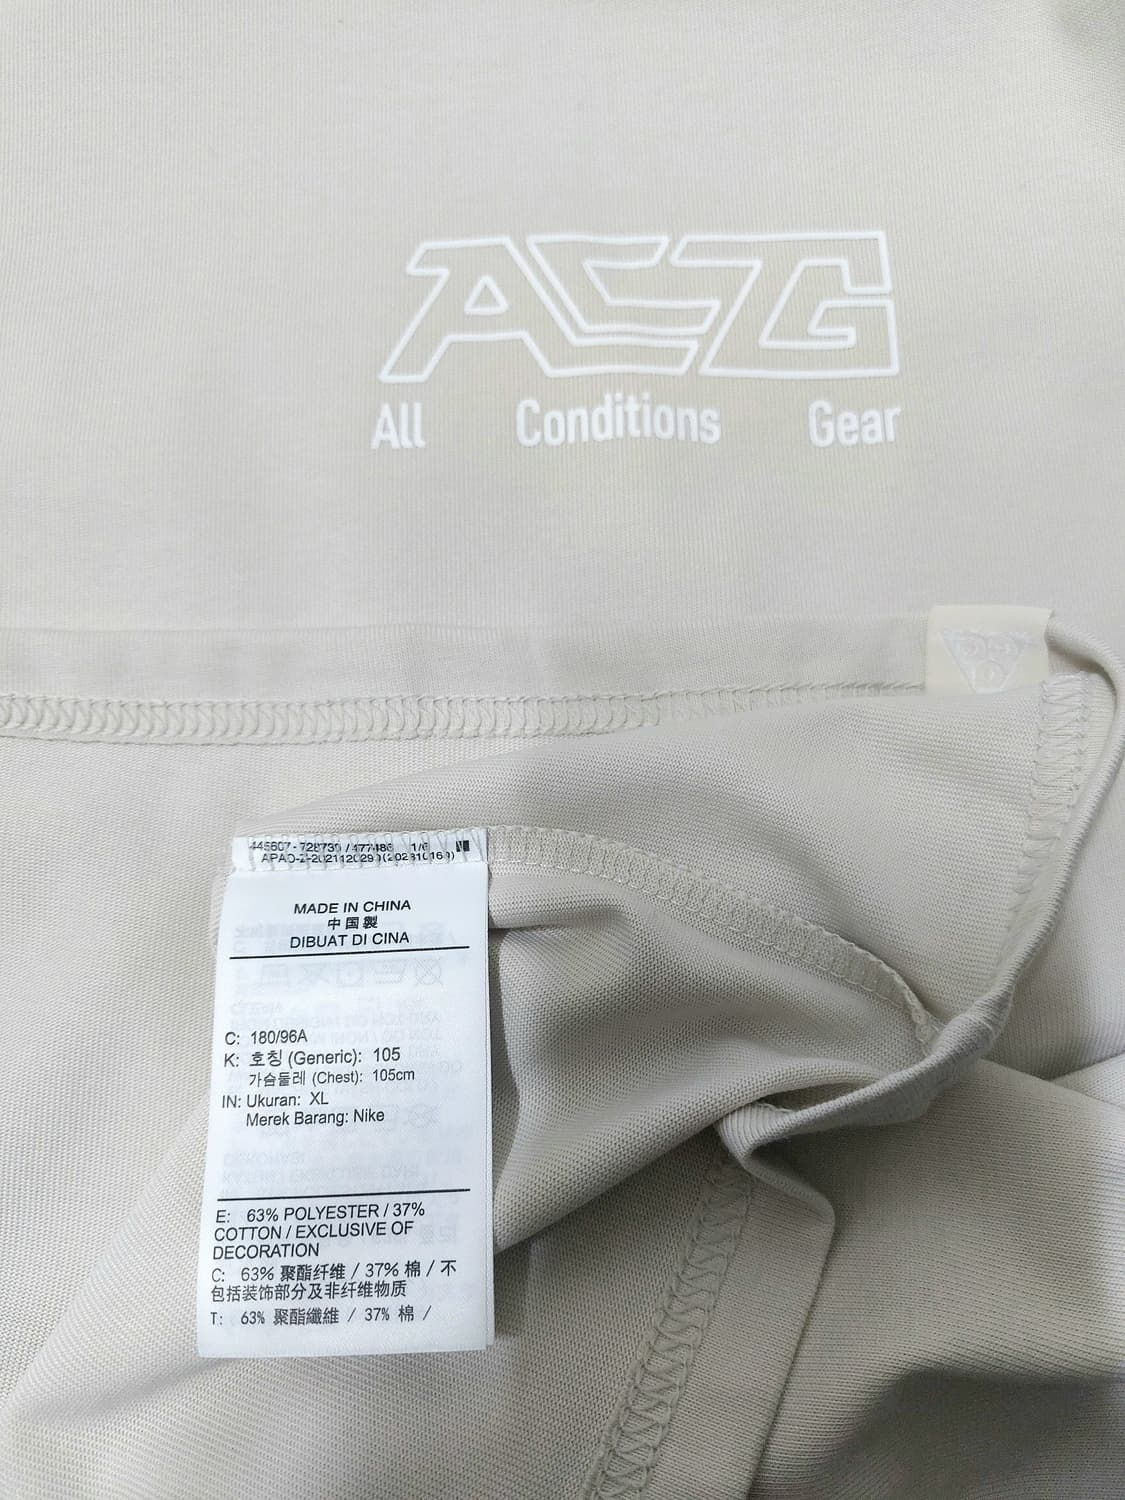 ACG
All Conditions Gear
MADE IN CHINA
中国製
DIBUAT DI CINA
C: 180/96A
K: 호칭 (Generic): 105
가슴둘레 (Chest): 105cm
IN: Ukuran: XL
Merek Barang: Nike
E: 63% POLYESTER / 37%
COTTON / EXCLUSIVE OF
DECORATION
C: 63% 聚酯纤维 / 37% 棉 / 不
包括装饰部分及非纤维物质
T: 63% 聚酯纖維 / 37% 棉 /